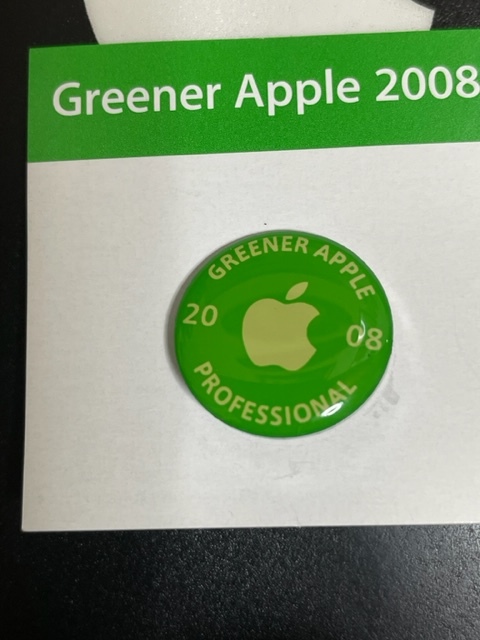 Greener Apple 2008
GREENER APPLE
20 08
PROFESSIONAL